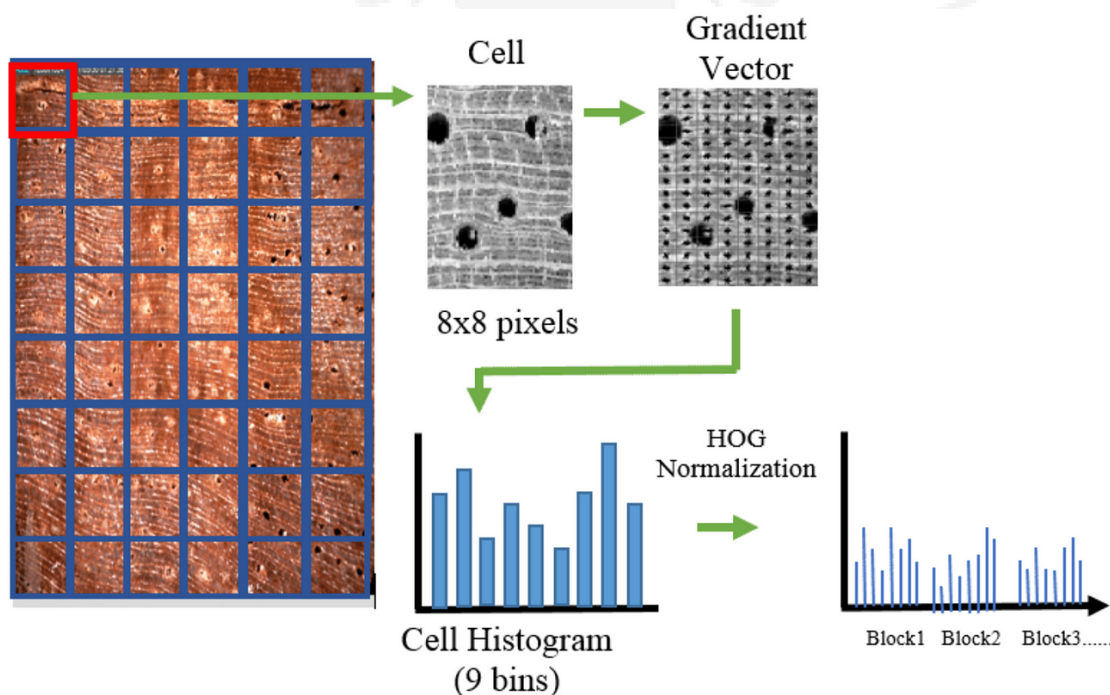 Cell
Gradient
Vector
8x8 pixels
HOG
Normalization
Cell Histogram
(9 bins)
Block1 Block2 Block3......